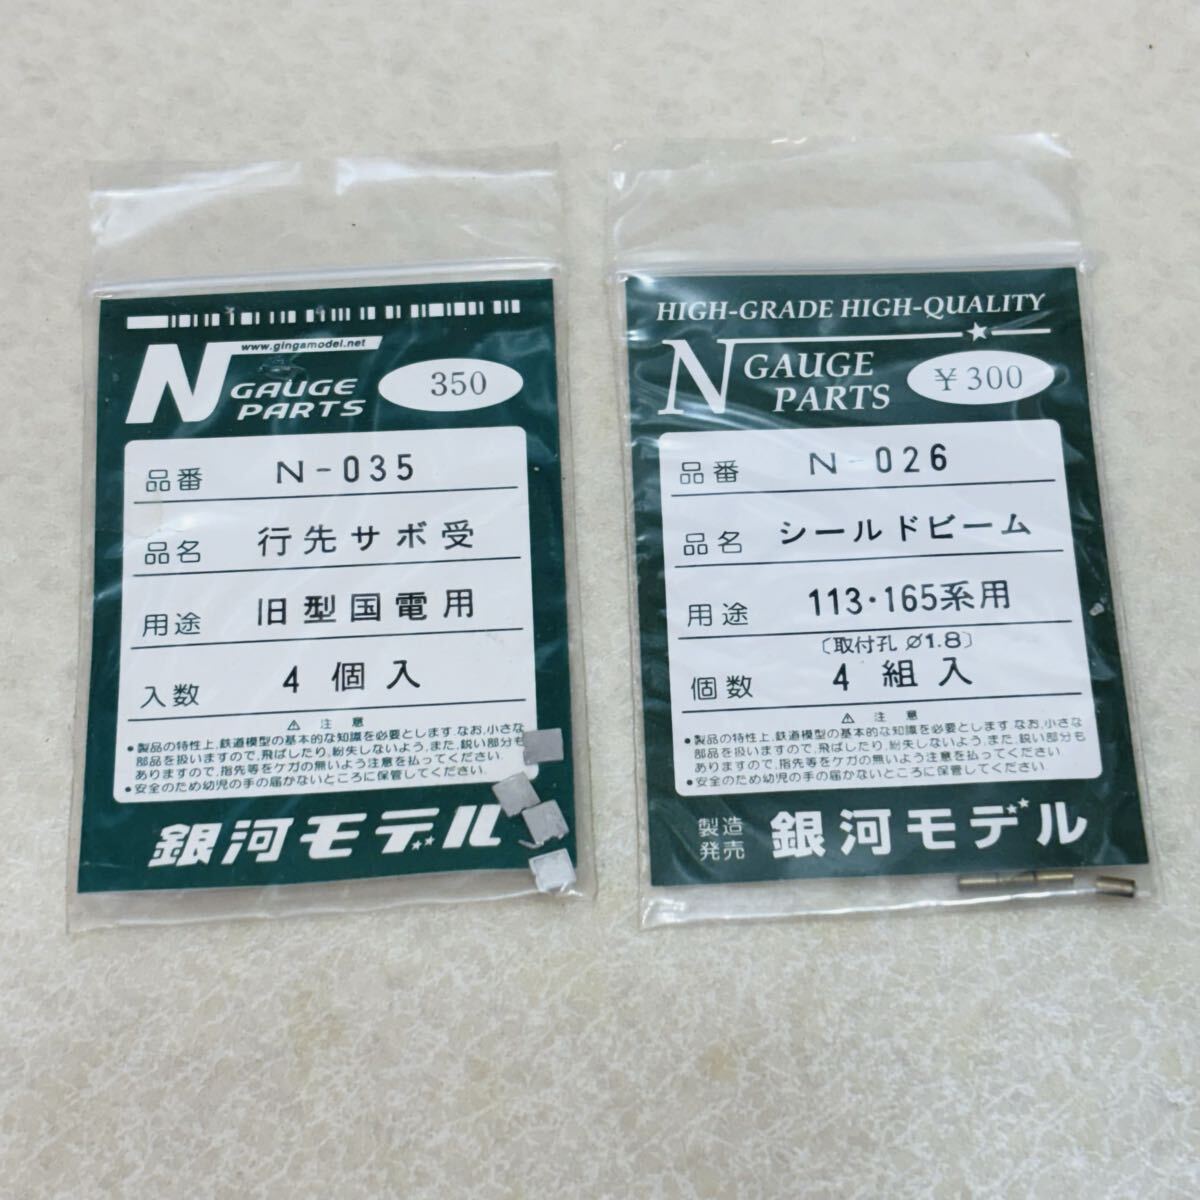 www.gingamodel.net
N GAUGE PARTS
350
品番 N-035
品名 行先サボ受
用途 旧型国電用
入数 4個入
⚠ 注意
●製品の特性上,鉄道模型の基本的な知識を必要とします.なお,小さな
部品を扱いますので,飛ばしたり,紛失しないよう,また,鋭い部分も
ありますので,指先等をケガの無いよう注意を払ってください.
●安全のため幼児の手の届かないところに保管してください.
銀河モデル
HIGH-GRADE HIGH-QUALITY
N GAUGE PARTS
¥300
品番 N-026
品名 シールドビーム
用途 113・165系用
〔取付孔 ∅1.8〕
個数 4組入
⚠ 注意
●製品の特性上,鉄道模型の基本的な知識を必要とします.なお,小さな
部品を扱いますので,飛ばしたり,紛失しないよう,また,鋭い部分も
ありますので,指先等をケガの無いよう注意を払ってください.
●安全のため幼児の手の届かないところに保管してください.
製造
発売
銀河モデル